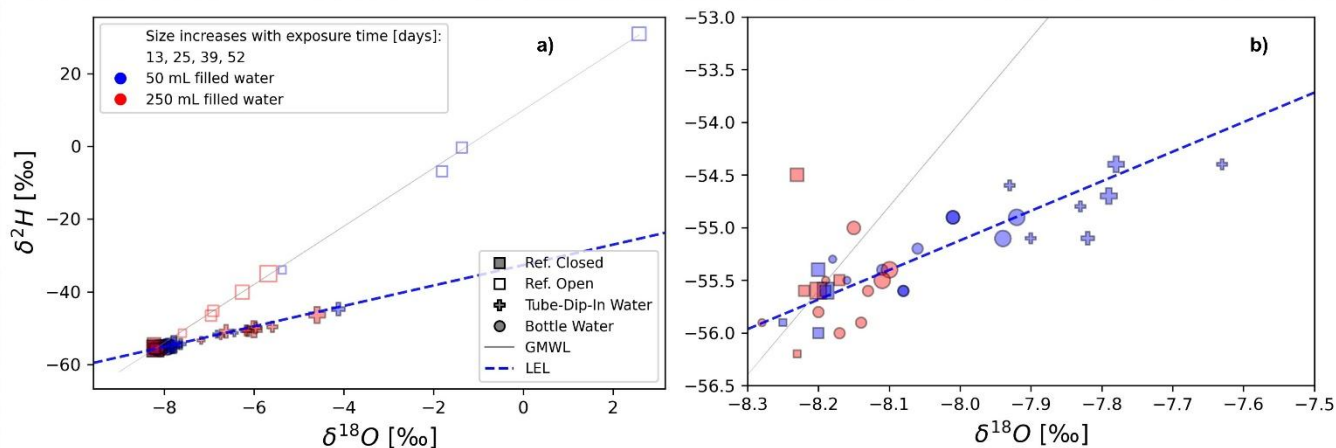 a)
Size increases with exposure time [days]:
13, 25, 39, 52
50 mL filled water
250 mL filled water
20
0
−20
−40
−60
δ²H [‰]
Ref. Closed
Ref. Open
Tube-Dip-In Water
Bottle Water
GMWL
LEL
−8
−6
−4
−2
0
2
δ¹⁸O [‰]
b)
−53.0
−53.5
−54.0
−54.5
−55.0
−55.5
−56.0
−56.5
−8.3
−8.2
−8.1
−8.0
−7.9
−7.8
−7.7
−7.6
−7.5
δ¹⁸O [‰]